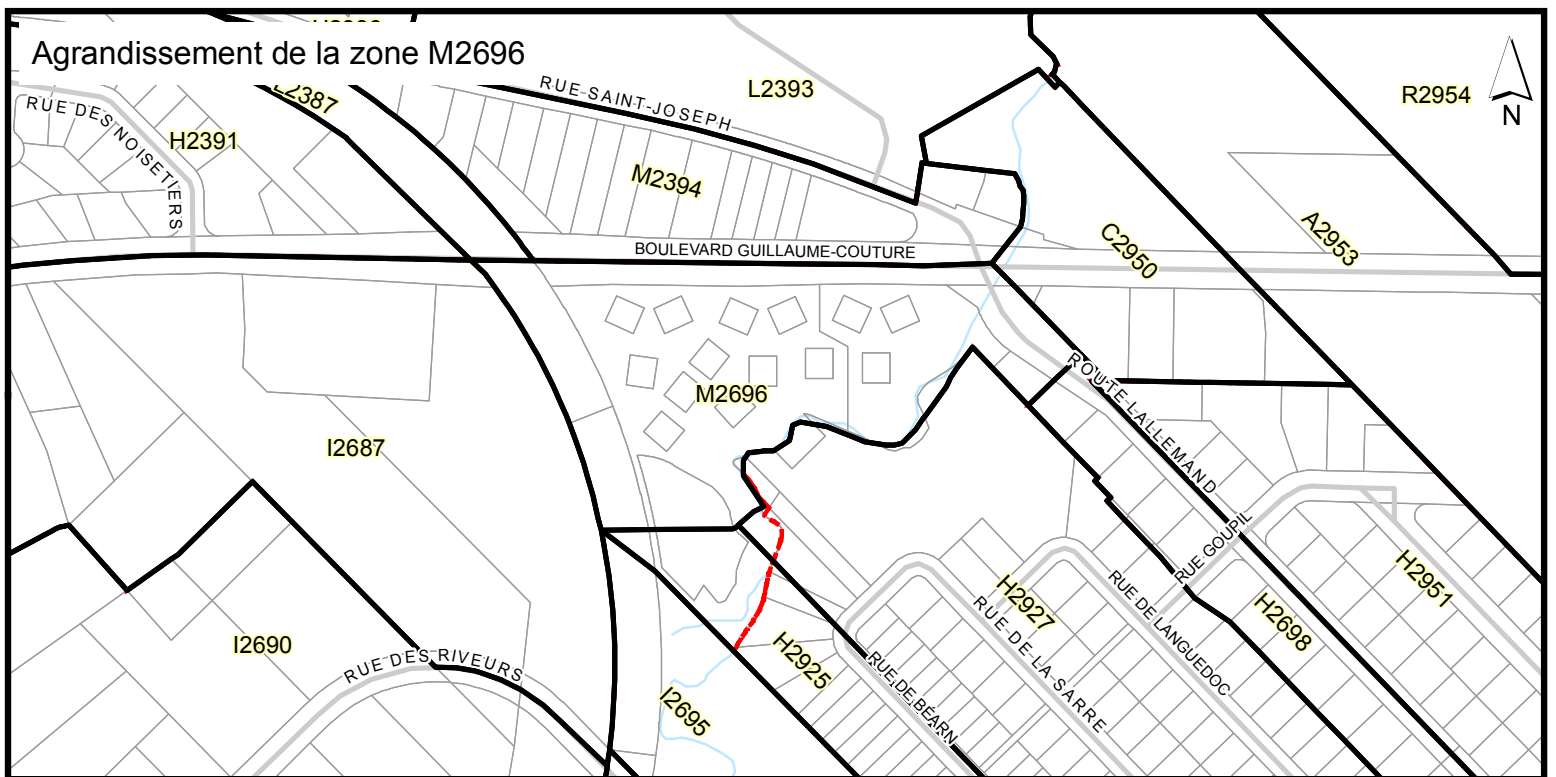 Agrandissement de la zone M2696
L2387
RUE DES NOISETIERS
H2391
RUE SAINT-JOSEPH
L2393
R2954
N
M2394
BOULEVARD GUILLAUME-COUTURE
C2950
A2953
M2696
I2687
ROUTE LALLEMAND
RUE GOUPIL
H2951
H2927
RUE DE LANGUEDOC
H2698
RUE DE LA SARRE
I2690
RUE DES RIVEURS
H2925
RUE DE BÉARN
I2695